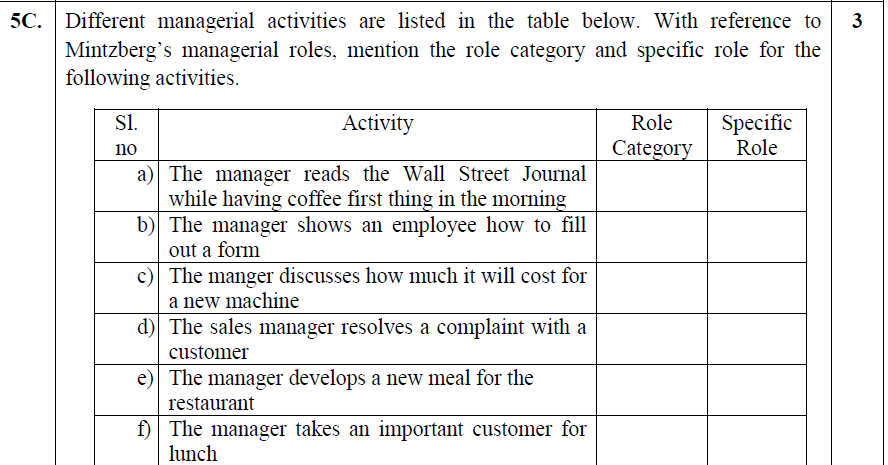 5C. Different managerial activities are listed in the table below. With reference to 3
Mintzberg's managerial roles, mention the role category and specific role for the
following activities.
Sl. no
Activity
Role Category
Specific Role
a) The manager reads the Wall Street Journal
while having coffee first thing in the morning
b) The manager shows an employee how to fill
out a form
c) The manger discusses how much it will cost for
a new machine
d) The sales manager resolves a complaint with a
customer
e) The manager develops a new meal for the
restaurant
f) The manager takes an important customer for
lunch